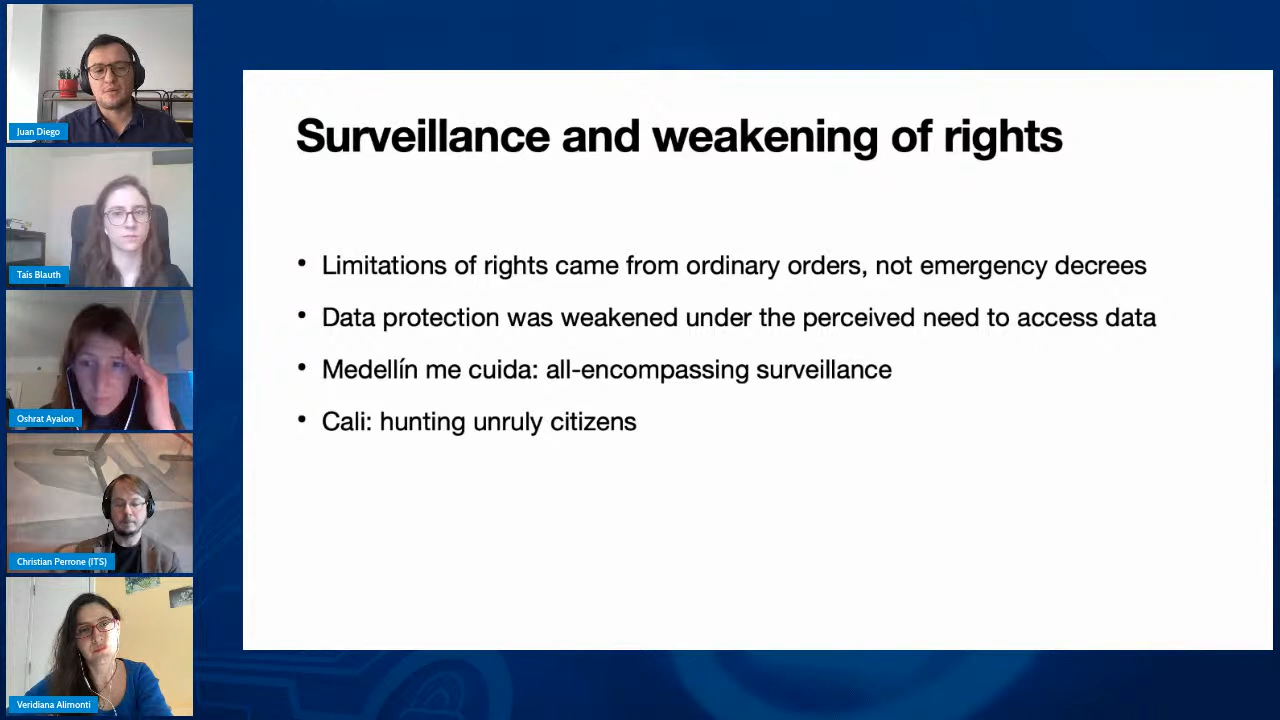 Juan Diego
Taís Blauth
Oshrat Ayalon
Christian Perrone (ITS)
Veridiana Alimonti
Surveillance and weakening of rights
• Limitations of rights came from ordinary orders, not emergency decrees
• Data protection was weakened under the perceived need to access data
• Medellín me cuida: all-encompassing surveillance
• Cali: hunting unruly citizens